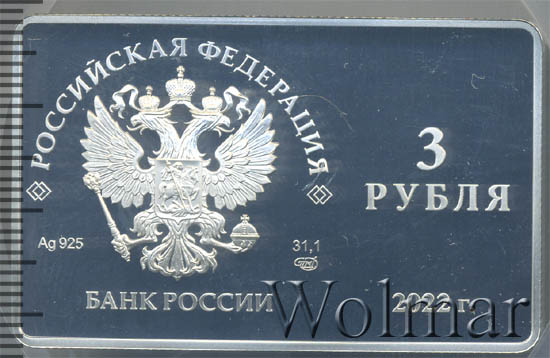 РОССИЙСКАЯ ФЕДЕРАЦИЯ
3
РУБЛЯ
Ag 925
31,1
БАНК РОССИИ
2022 г.
Wolmar